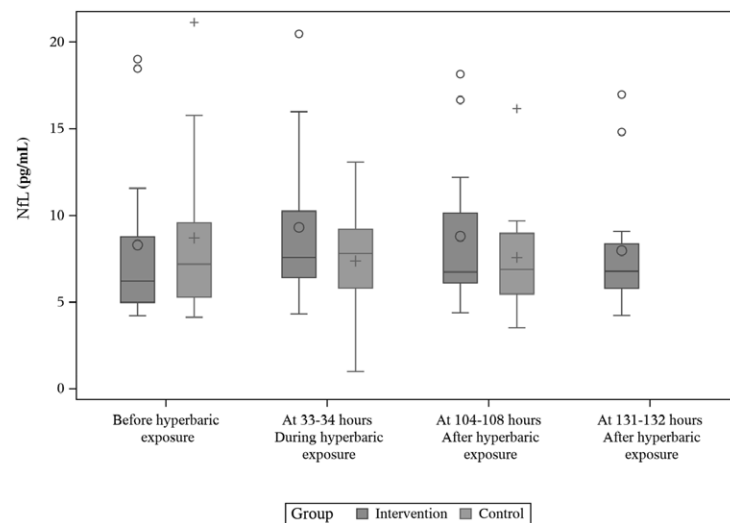 NfL (pg/mL)
20
15
10
5
0
Before hyperbaric
exposure
At 33-34 hours
During hyperbaric
exposure
At 104-108 hours
After hyperbaric
exposure
At 131-132 hours
After hyperbaric
exposure
Group Intervention Control